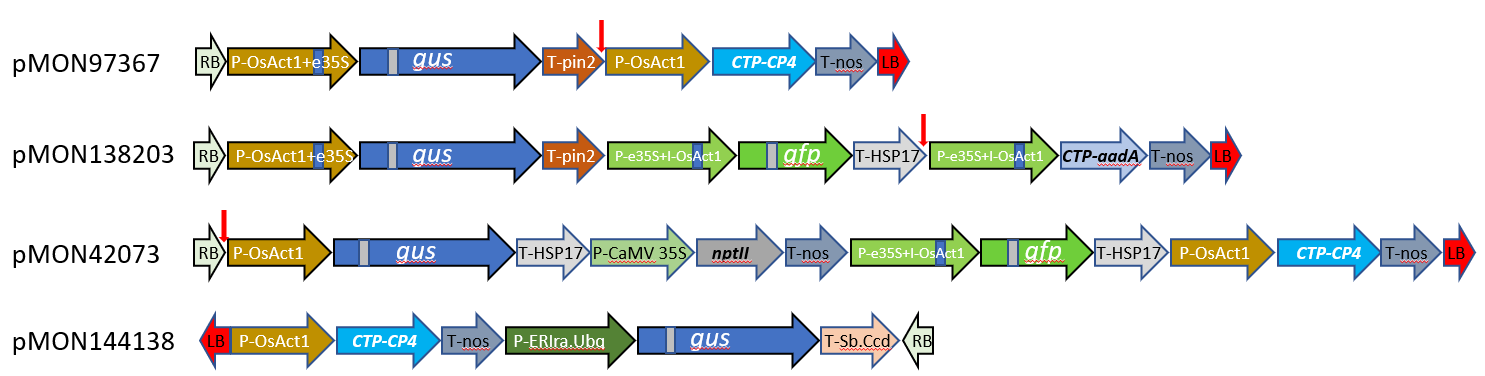 pMON97367 RB P-OsAct1+e35S gus T-pin2 P-OsAct1 CTP-CP4 T-nos LB
pMON138203 RB P-OsAct1+e35S gus T-pin2 P-e35S+I-OsAct1 gfp T-HSP17 P-e35S+I-OsAct1 CTP-aadA T-nos LB
pMON42073 RB P-OsAct1 gus T-HSP17 P-CaMV 35S nptII T-nos P-e35S+I-OsAct1 gfp T-HSP17 P-OsAct1 CTP-CP4 T-nos LB
pMON144138 LB P-OsAct1 CTP-CP4 T-nos P-ERIra.Ubq gus T-Sb.Ccd RB